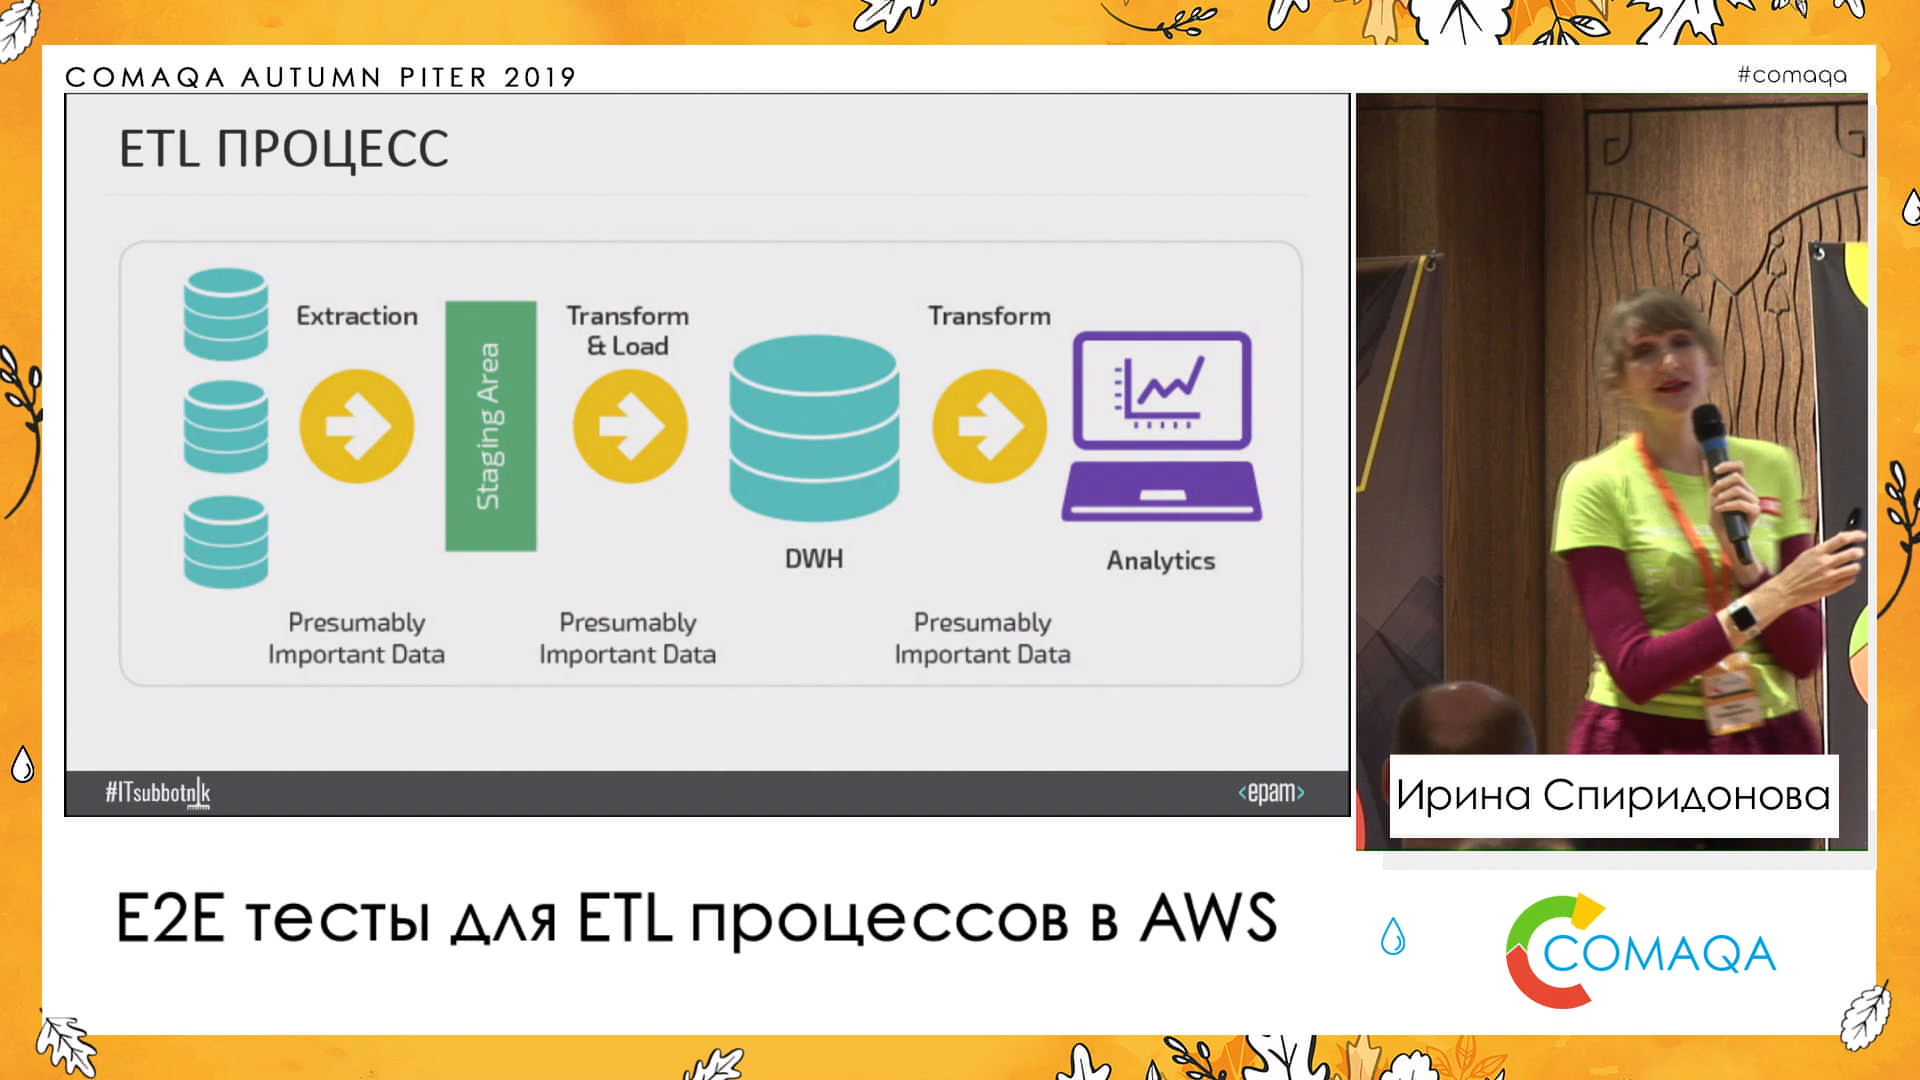 COMAQA AUTUMN PITER 2019
#comaqa
ETL ПРОЦЕСС
Extraction
Staging Area
Transform
& Load
Transform
DWH
Analytics
Presumably
Important Data
Presumably
Important Data
Presumably
Important Data
#ITsubbotnik
<epam>
Ирина Спиридонова
E2E тесты для ETL процессов в AWS
COMAQA